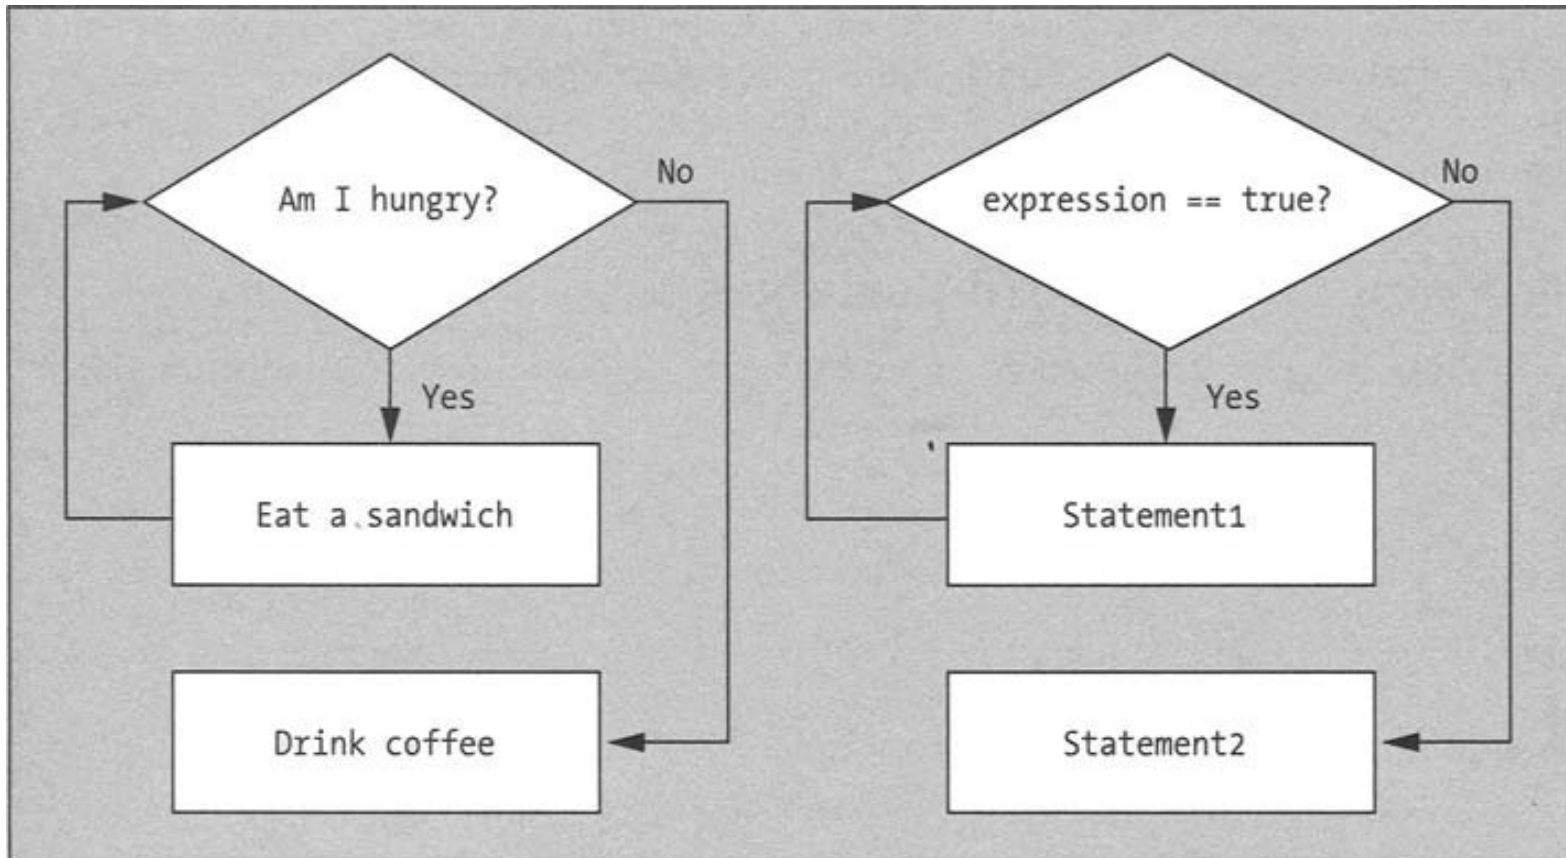 Am I hungry?
No
Yes
Eat a sandwich
Drink coffee
expression == true?
No
Yes
Statement1
Statement2